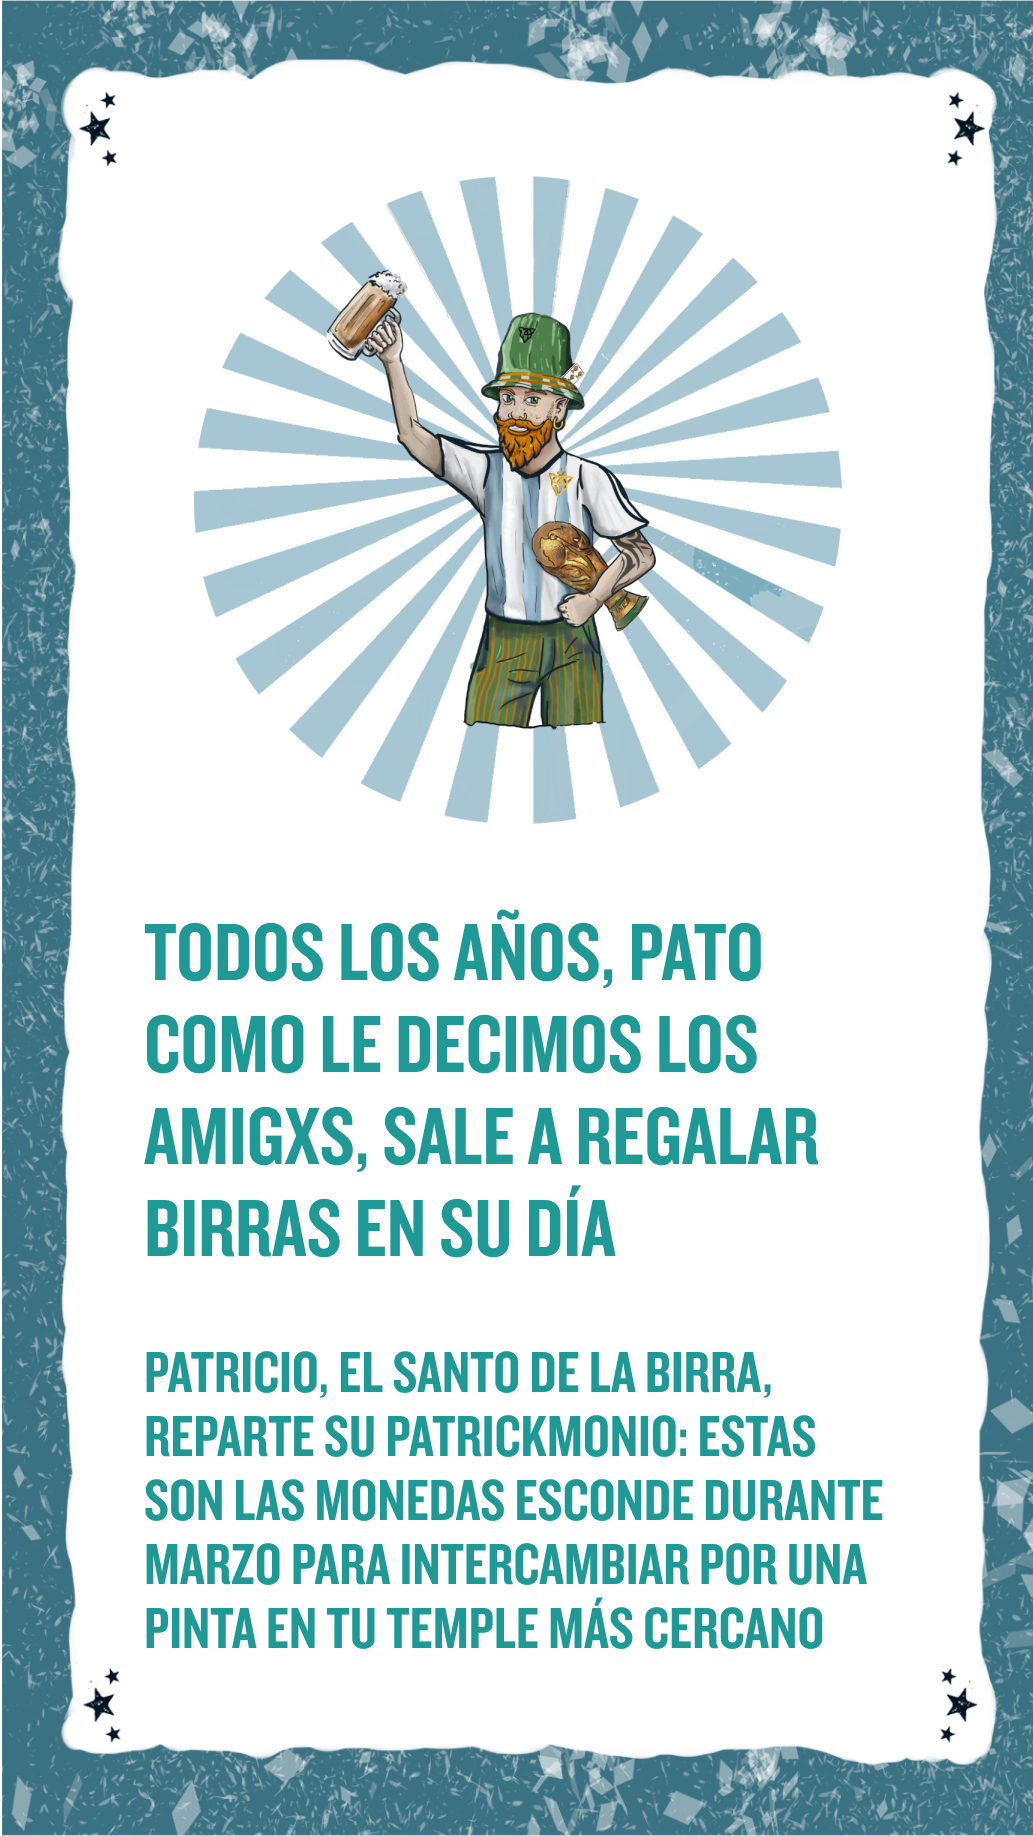 TODOS LOS AÑOS, PATO
COMO LE DECIMOS LOS
AMIGXS, SALE A REGALAR
BIRRAS EN SU DÍA
PATRICIO, EL SANTO DE LA BIRRA,
REPARTE SU PATRICKMONIO: ESTAS
SON LAS MONEDAS ESCONDE DURANTE
MARZO PARA INTERCAMBIAR POR UNA
PINTA EN TU TEMPLE MÁS CERCANO